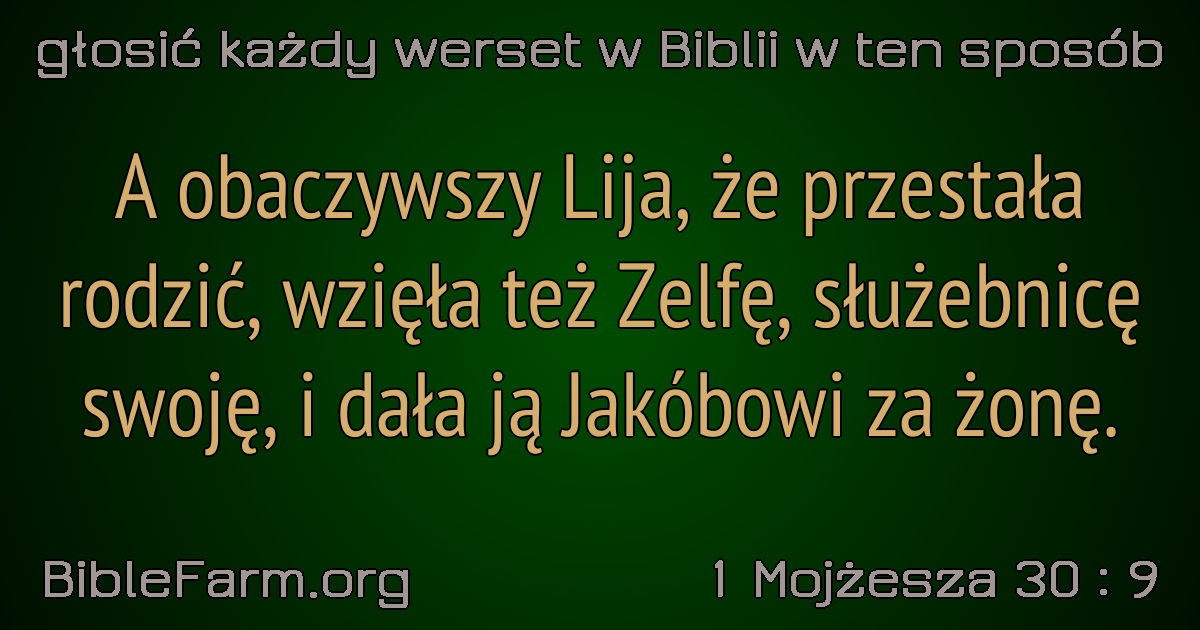 głosić każdy werset w Biblii w ten sposób
A obaczywszy Lija, że przestała
rodzić, wzięła też Zelfę, służebnicę
swoję, i dała ją Jakóbowi za żonę.
BibleFarm.org
1 Mojżesza 30 : 9